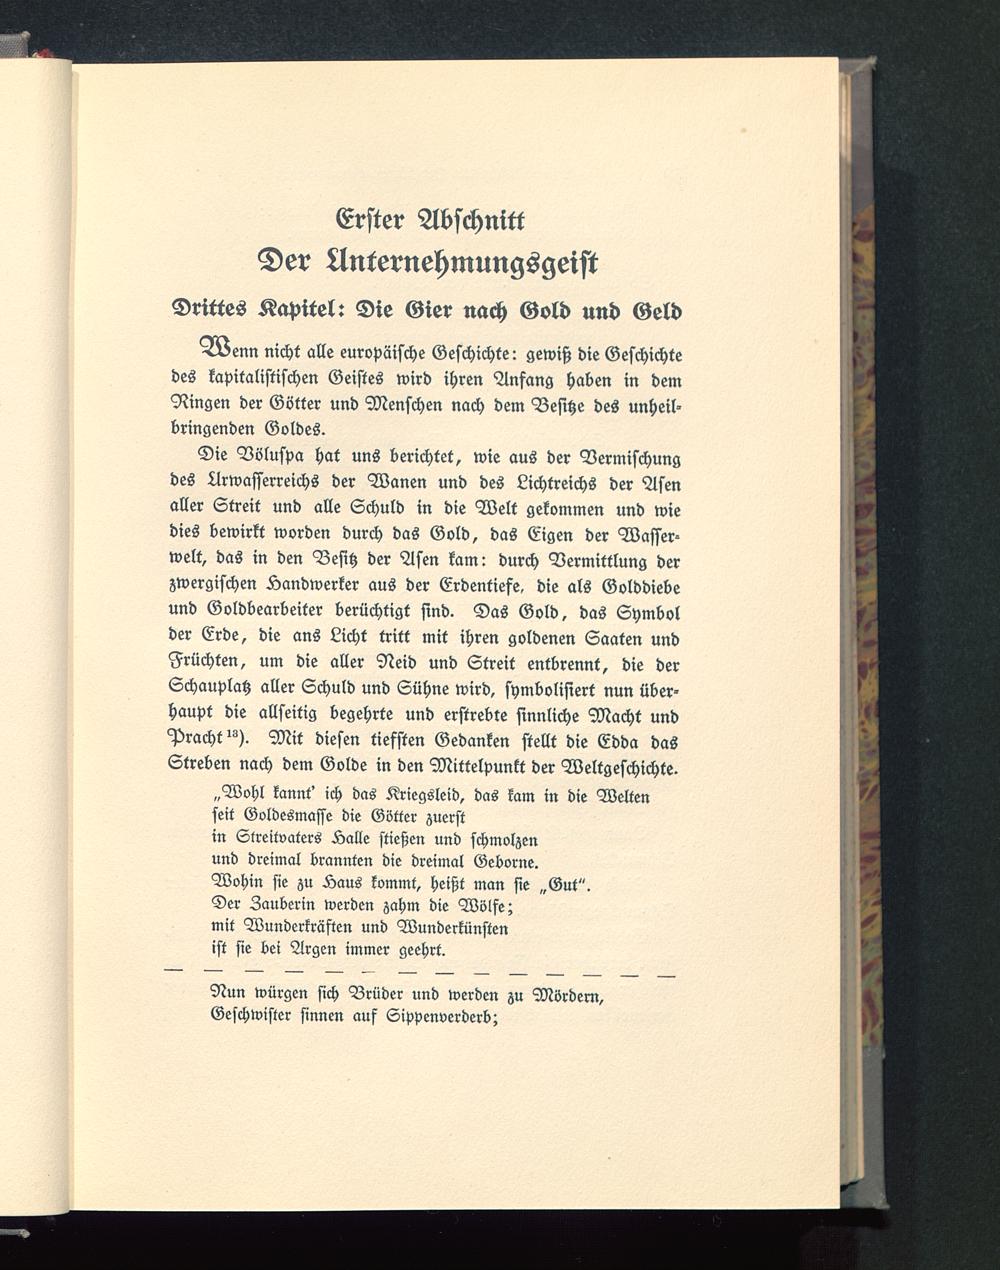 Erster Abschnitt
Der Unternehmungsgeist
Drittes Kapitel: Die Gier nach Gold und Geld
Wenn nicht alle europäische Geschichte: gewiß die Geschichte
des kapitalistischen Geistes wird ihren Anfang haben in dem
Ringen der Götter und Menschen nach dem Besitze des unheil-
bringenden Goldes.
Die Völuspa hat uns berichtet, wie aus der Vermischung
des Urwasserreichs der Wanen und des Lichtreichs der Asen
aller Streit und alle Schuld in die Welt gekommen und wie
dies bewirkt worden durch das Gold, das Eigen der Wasser-
welt, das in den Besitz der Asen kam: durch Vermittlung der
zwergischen Handwerker aus der Erdentiefe, die als Golddiebe
und Goldbearbeiter berüchtigt sind. Das Gold, das Symbol
der Erde, die ans Licht tritt mit ihren goldenen Saaten und
Früchten, um die aller Neid und Streit entbrennt, die der
Schauplatz aller Schuld und Sühne wird, symbolisiert nun über-
haupt die allseitig begehrte und erstrebte sinnliche Macht und
Pracht¹³). Mit diesen tiefsten Gedanken stellt die Edda das
Streben nach dem Golde in den Mittelpunkt der Weltgeschichte.
„Wohl kannt' ich das Kriegsleid, das kam in die Welten
seit Goldesmasse die Götter zuerst
in Streitvaters Halle stießen und schmolzen
und dreimal brannten die dreimal Geborne.
Wohin sie zu Haus kommt, heißt man sie „Gut“.
Der Zauberin werden zahm die Wölfe;
mit Wunderkräften und Wunderkünsten
ist sie bei Argen immer geehrt.
— — — — — — — — — — — — — —
Nun würgen sich Brüder und werden zu Mördern,
Geschwister sinnen auf Sippenverderb;